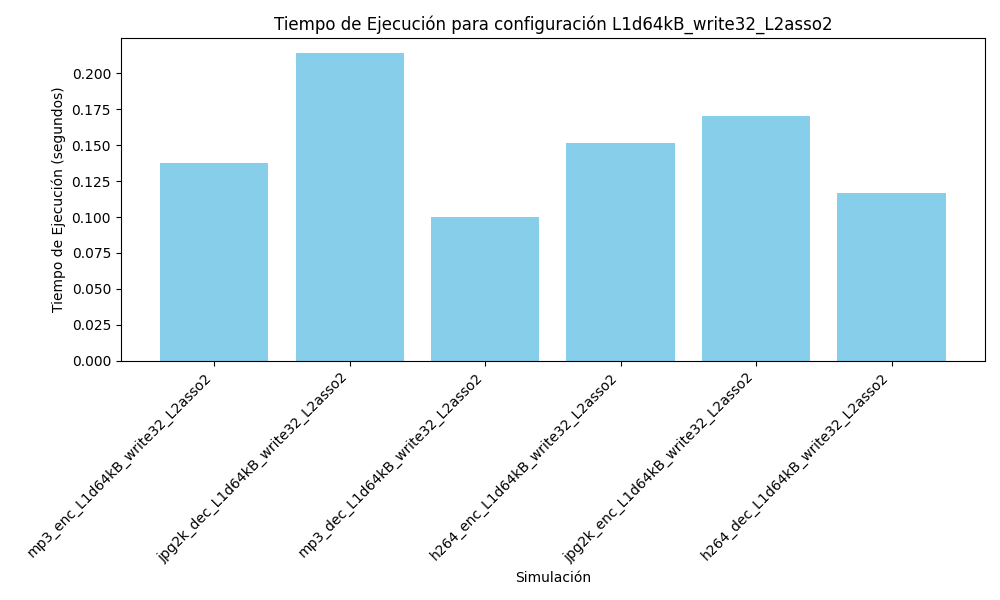 Tiempo de Ejecución para configuración L1d64kB_write32_L2asso2
Tiempo de Ejecución (segundos)
0.200
0.175
0.150
0.125
0.100
0.075
0.050
0.025
0.000
mp3_enc_L1d64kB_write32_L2asso2
jpg2k_dec_L1d64kB_write32_L2asso2
mp3_dec_L1d64kB_write32_L2asso2
h264_enc_L1d64kB_write32_L2asso2
jpg2k_enc_L1d64kB_write32_L2asso2
h264_dec_L1d64kB_write32_L2asso2
Simulación